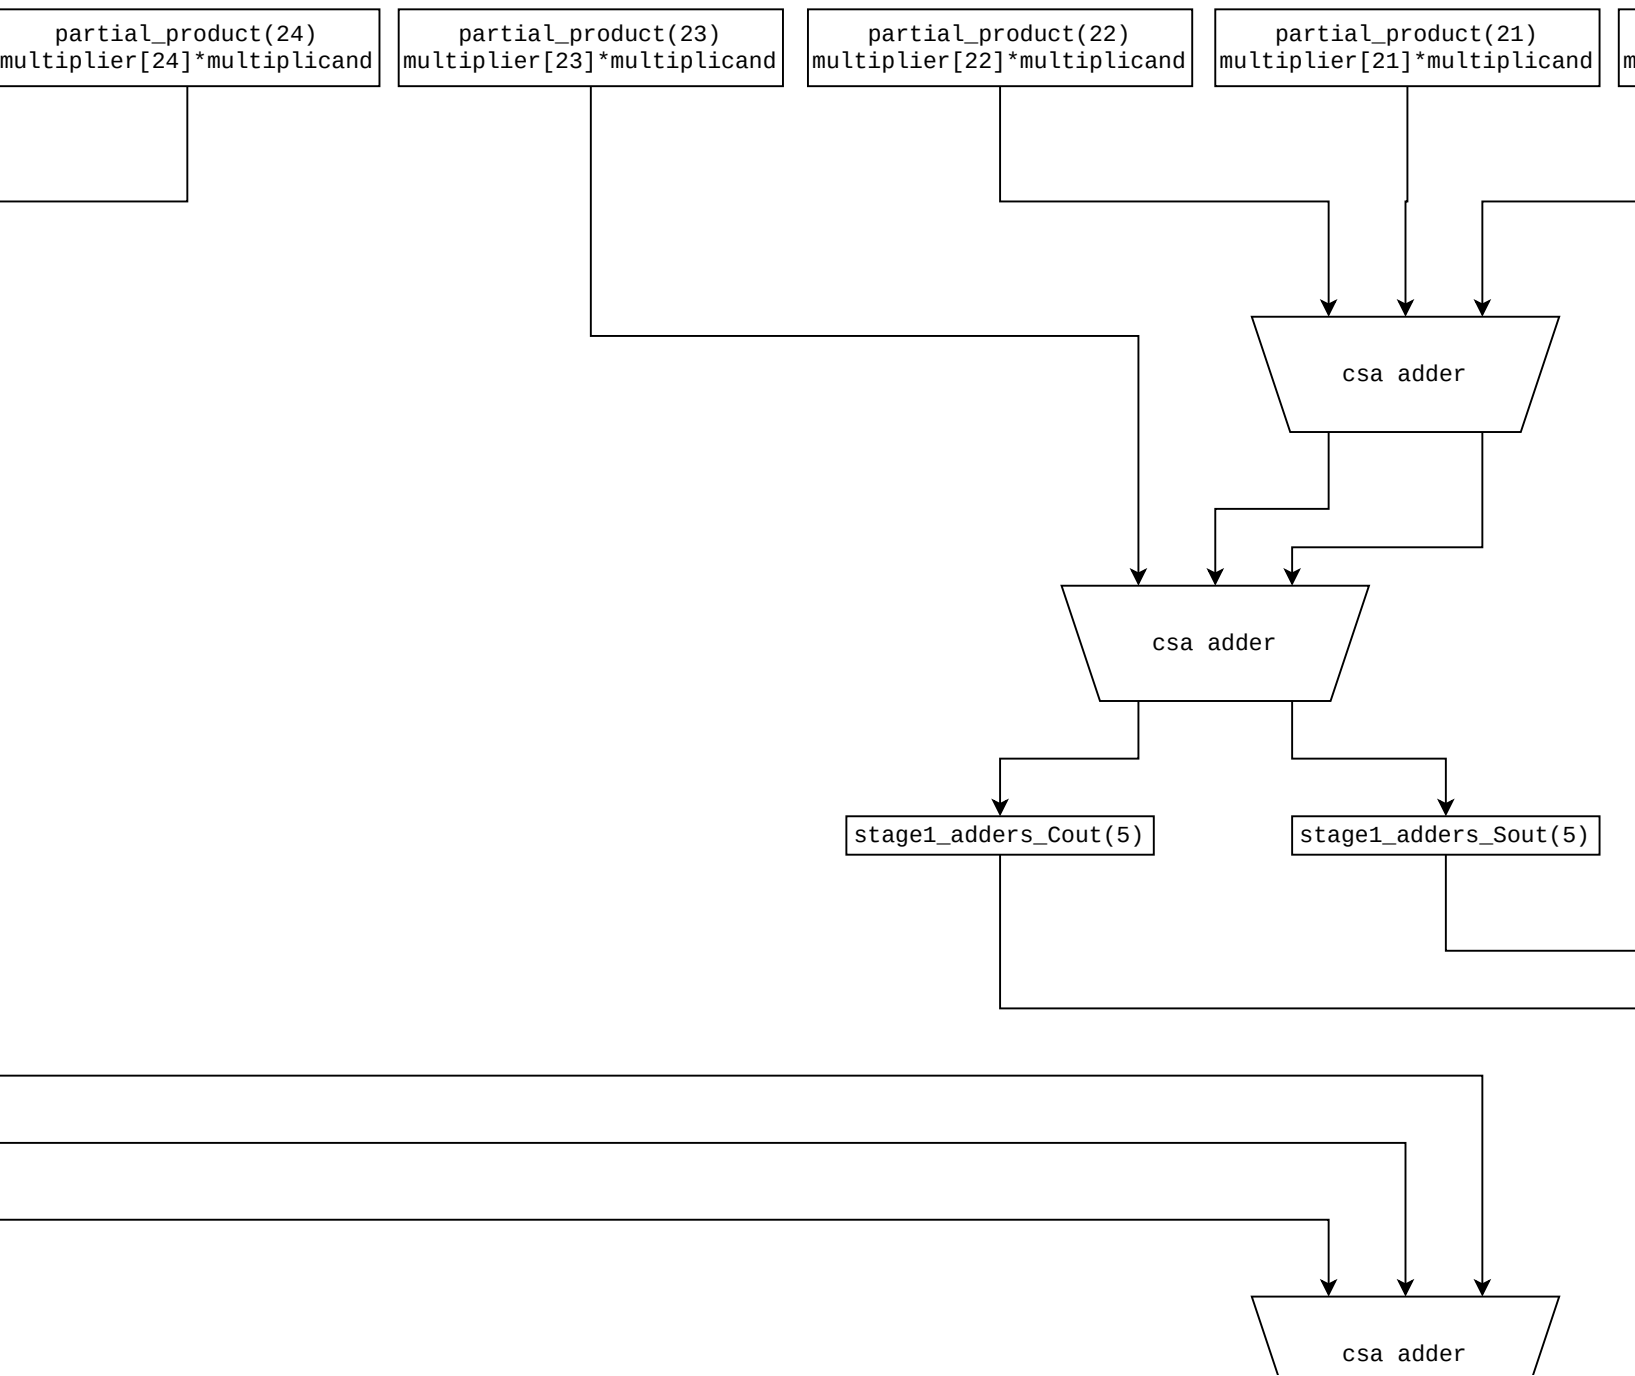 partial_product(24)
multiplier[24]*multiplicand
partial_product(23)
multiplier[23]*multiplicand
partial_product(22)
multiplier[22]*multiplicand
partial_product(21)
multiplier[21]*multiplicand
csa adder
csa adder
stage1_adders_Cout(5)
stage1_adders_Sout(5)
csa adder